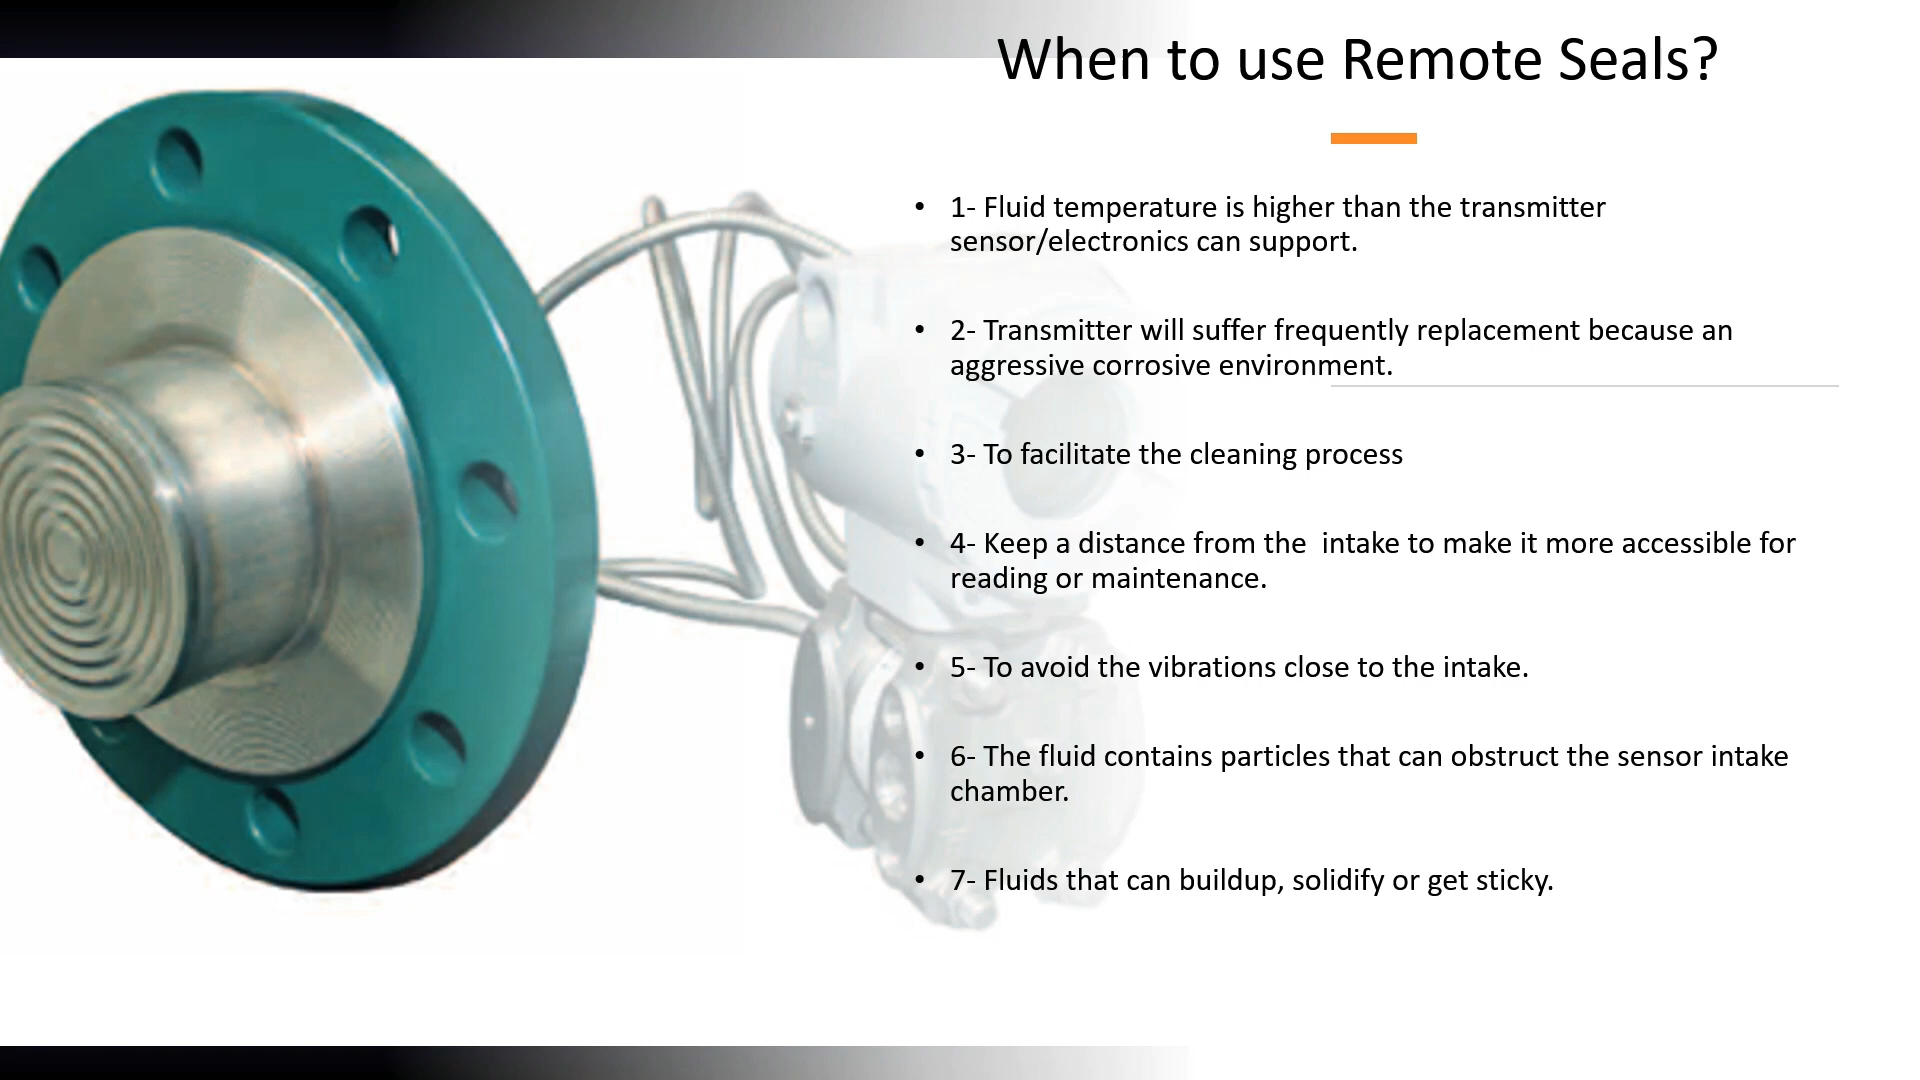 When to use Remote Seals?
• 1- Fluid temperature is higher than the transmitter
sensor/electronics can support.
• 2- Transmitter will suffer frequently replacement because an
aggressive corrosive environment.
• 3- To facilitate the cleaning process
• 4- Keep a distance from the  intake to make it more accessible for
reading or maintenance.
• 5- To avoid the vibrations close to the intake.
• 6- The fluid contains particles that can obstruct the sensor intake
chamber.
• 7- Fluids that can buildup, solidify or get sticky.